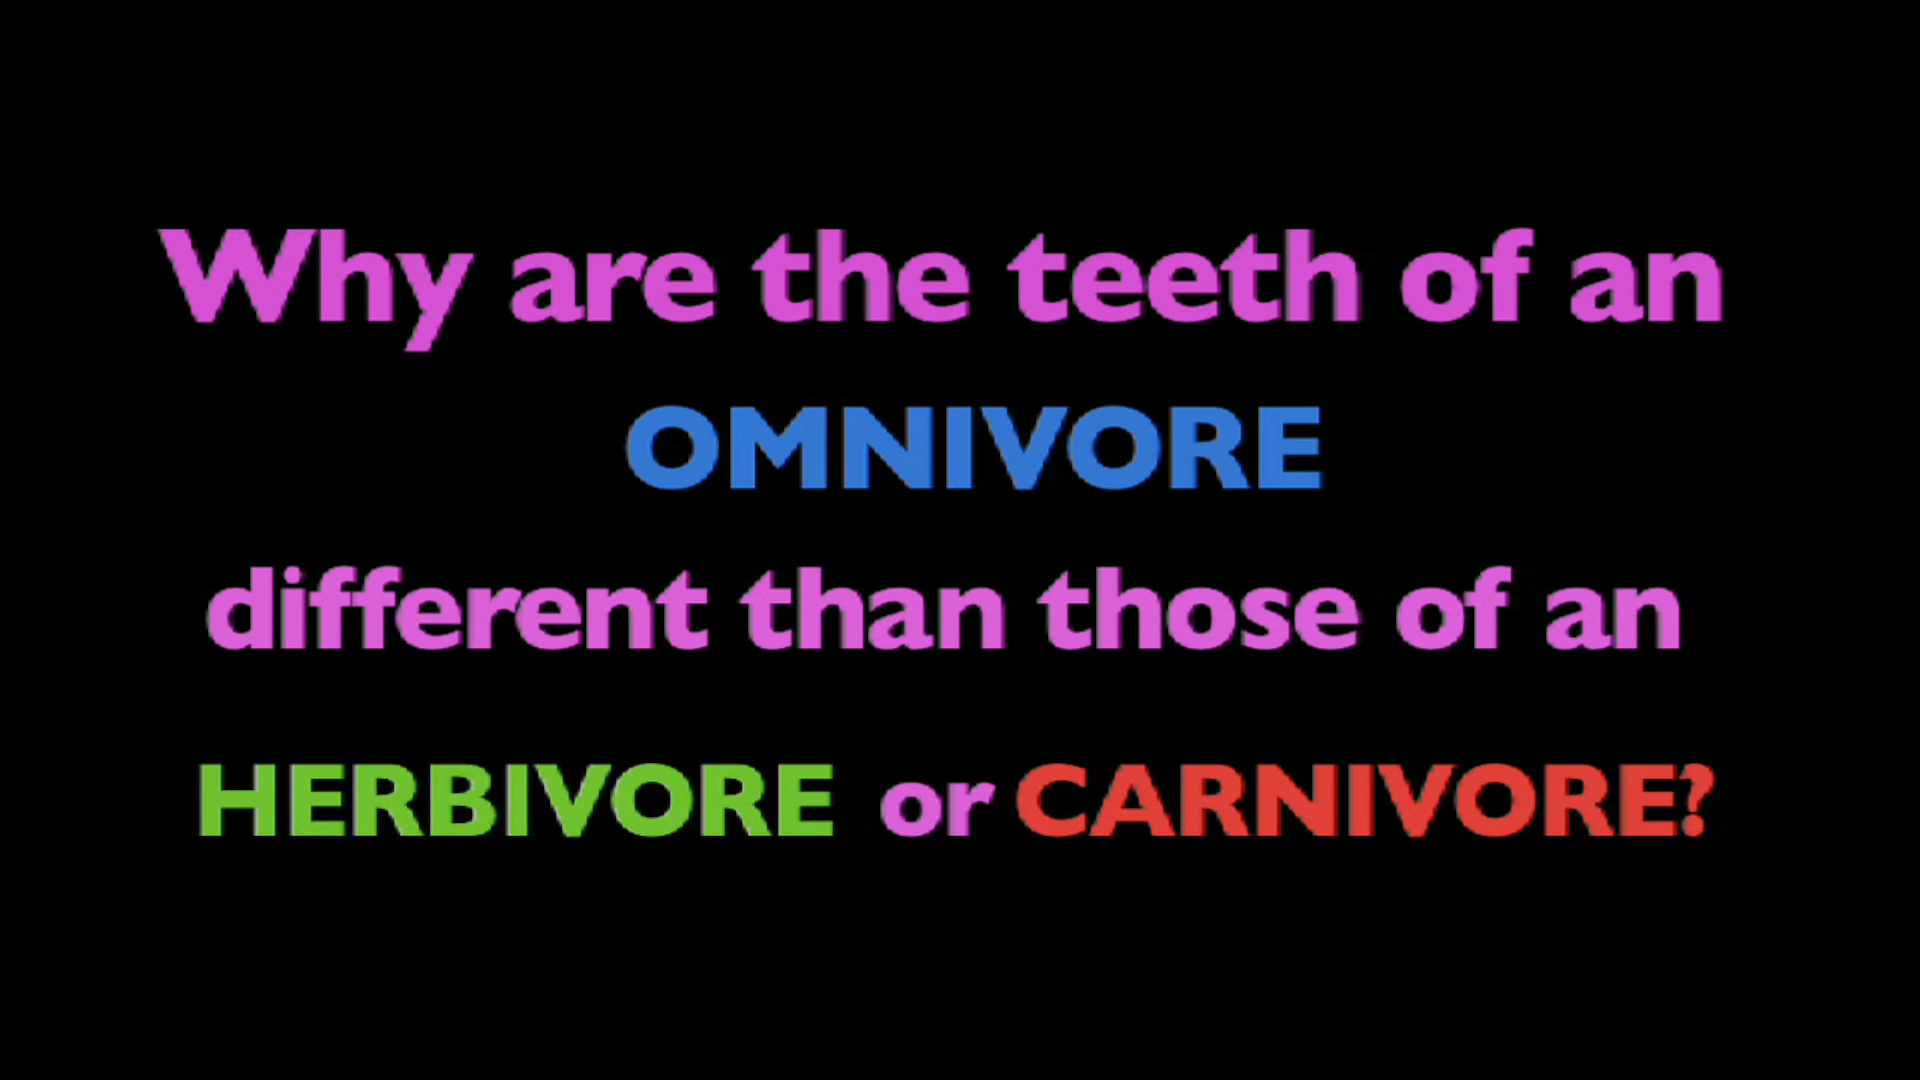 Why are the teeth of an
OMNIVORE
different than those of an
HERBIVORE or CARNIVORE?